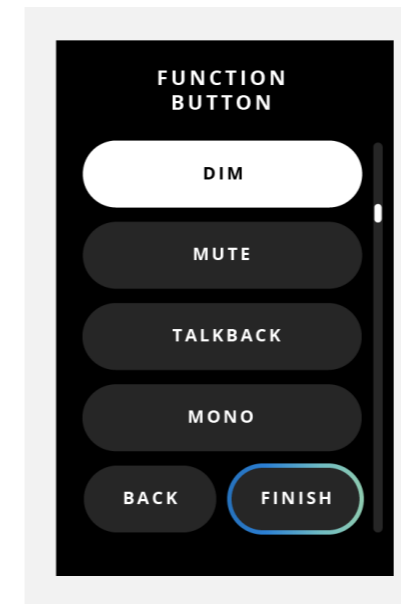 FUNCTION
BUTTON
DIM
MUTE
TALKBACK
MONO
BACK FINISH